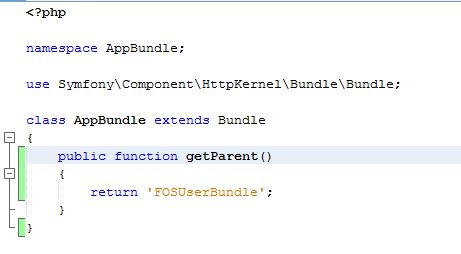 <?php
namespace AppBundle;
use Symfony\Component\HttpKernel\Bundle\Bundle;
class AppBundle extends Bundle
{
public function getParent()
{
return 'FOSUserBundle';
}
}